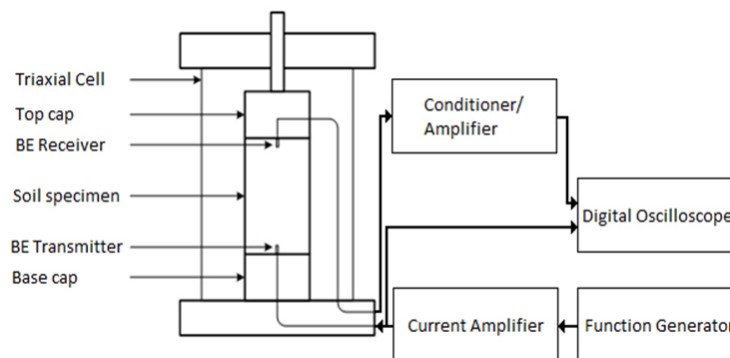 Triaxial Cell
Top cap
BE Receiver
Soil specimen
BE Transmitter
Base cap
Conditioner/
Amplifier
Digital Oscilloscope
Current Amplifier
Function Generator